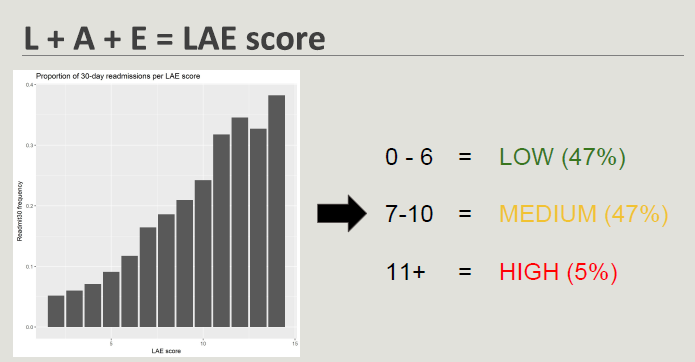 L + A + E = LAE score
Proportion of 30-day readmissions per LAE score
Readmit30 frequency
0.4
0.3
0.2
0.1
0.0
5
10
15
LAE score
0 - 6 = LOW (47%)
7-10 = MEDIUM (47%)
11+ = HIGH (5%)